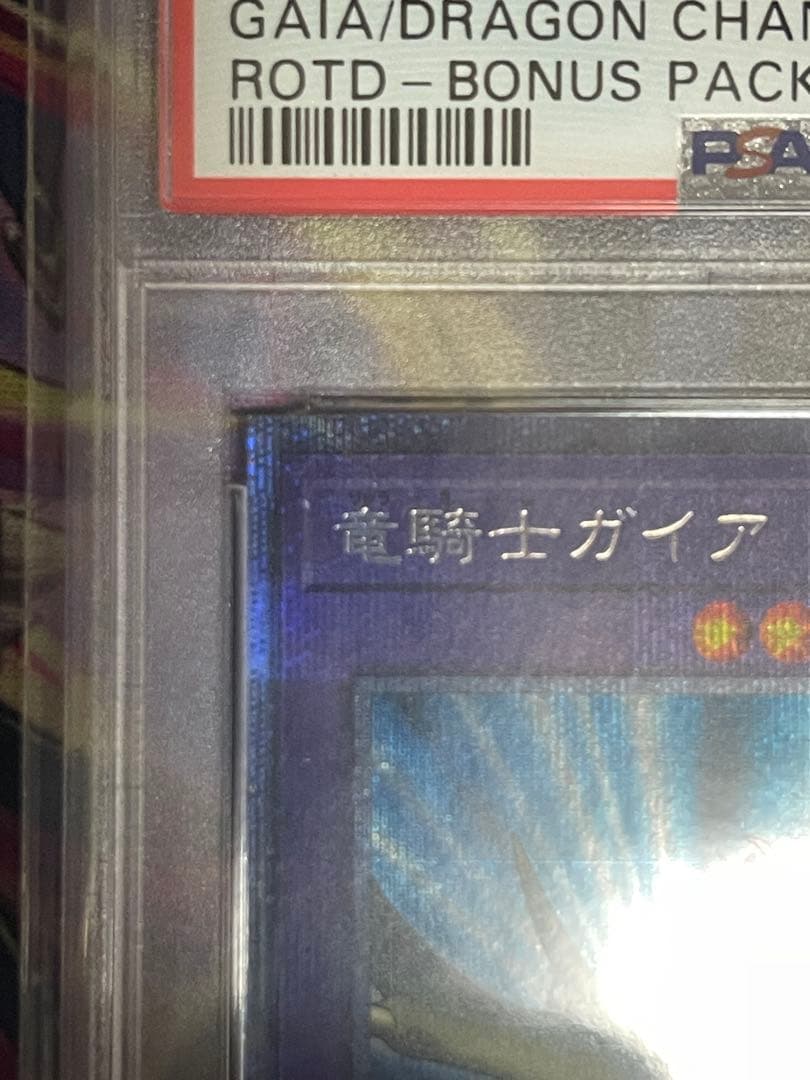 GAIA/DRAGON CHAM
ROTD – BONUS PACK
PSA
竜騎士ガイア